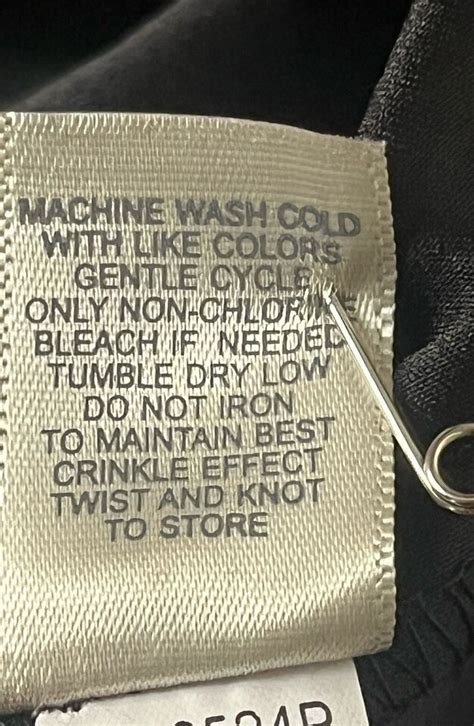 MACHINE WASH COLD
WITH LIKE COLORS
GENTLE CYCLE
ONLY NON-CHLORINE
BLEACH IF NEEDED
TUMBLE DRY LOW
DO NOT IRON
TO MAINTAIN BEST
CRINKLE EFFECT
TWIST AND KNOT
TO STORE